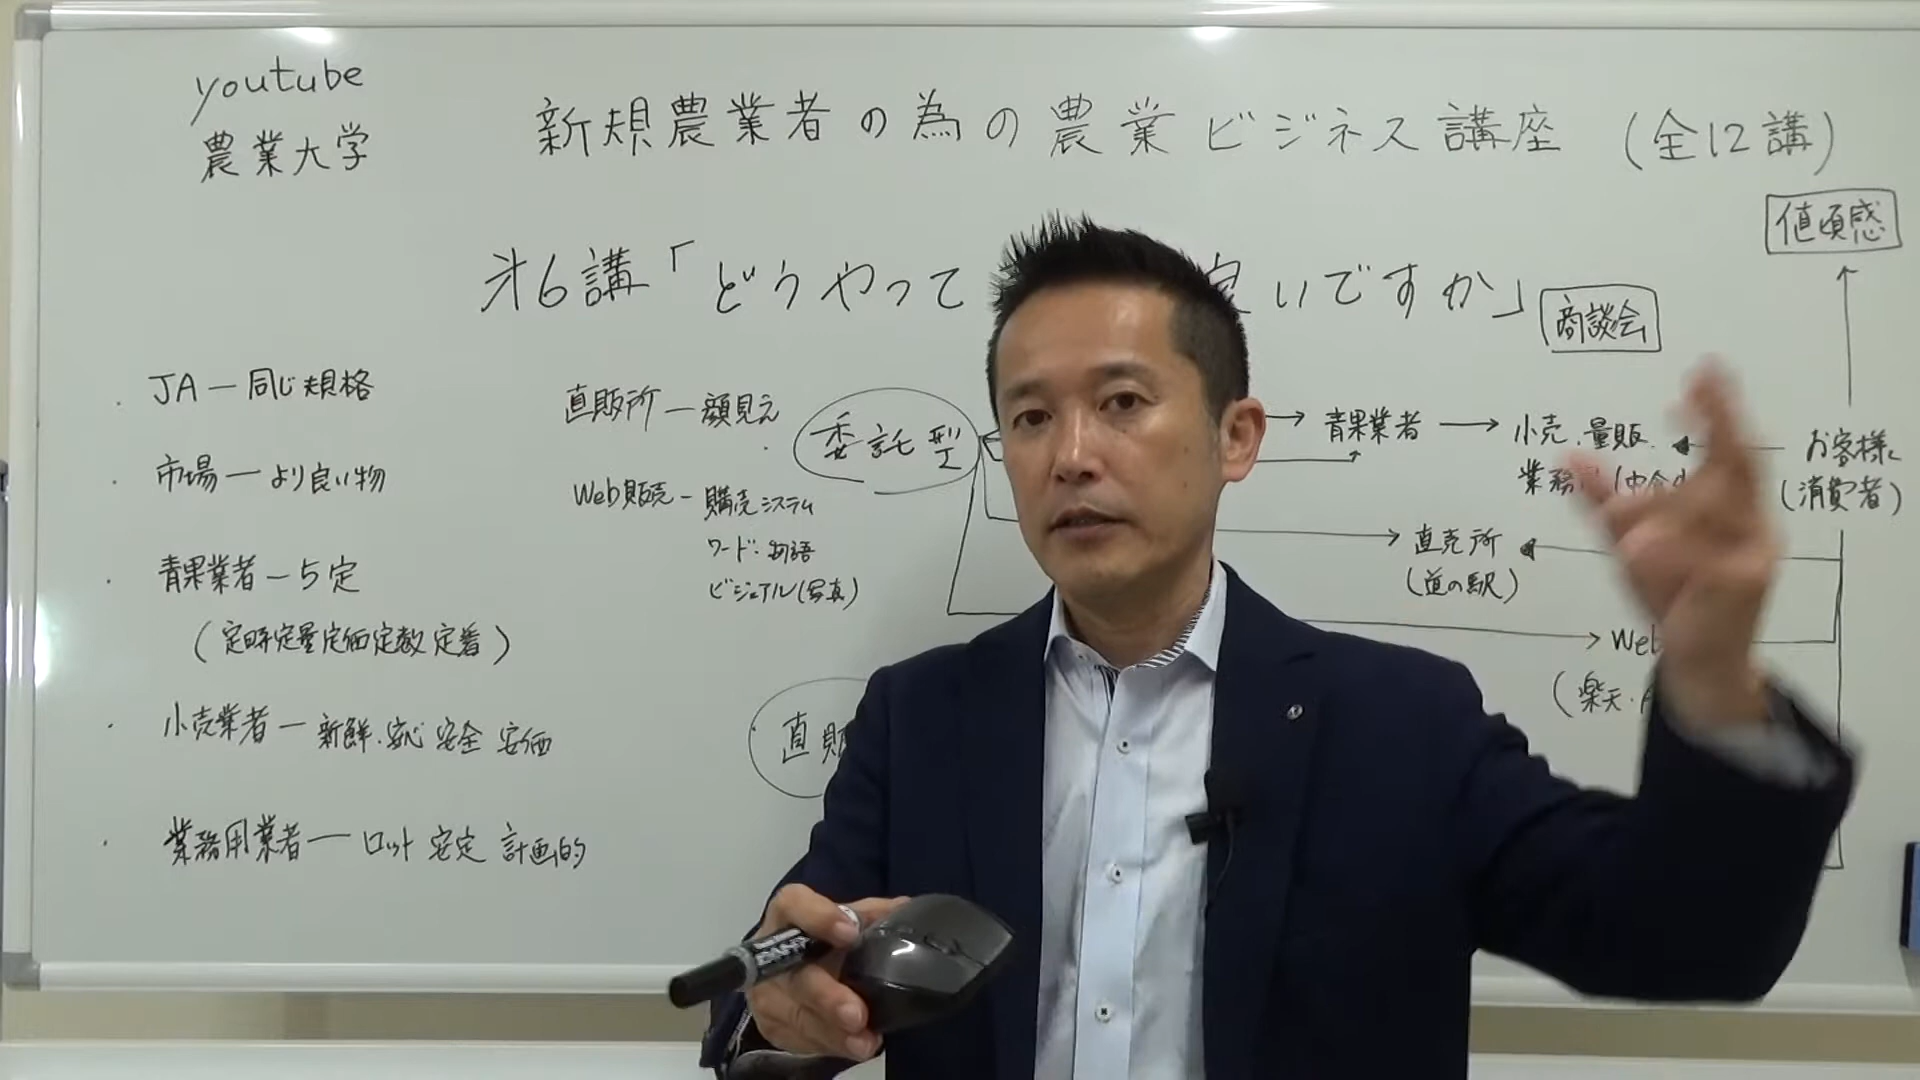 youtube
農業大学
新規農業者の為の農業ビジネス講座 (全12講)
値頃感
才6講「どうやって 良いですか」
商談会
・JA — 同じ規格
・市場 — より良い物
・青果業者 — 5定
(定時定量定価定数定着)
・小売業者 — 新鮮.安心 安全 安価
・業務用業者 — ロット 安定 計画的
直販所 — 顔見え
Web販売 - 購売システム
ワード:物語
ビジュアル(写真)
委託型
直販
青果業者
小売.量販
業務
お客様
(消費者)
直売所
(道の駅)
Web
(楽天.